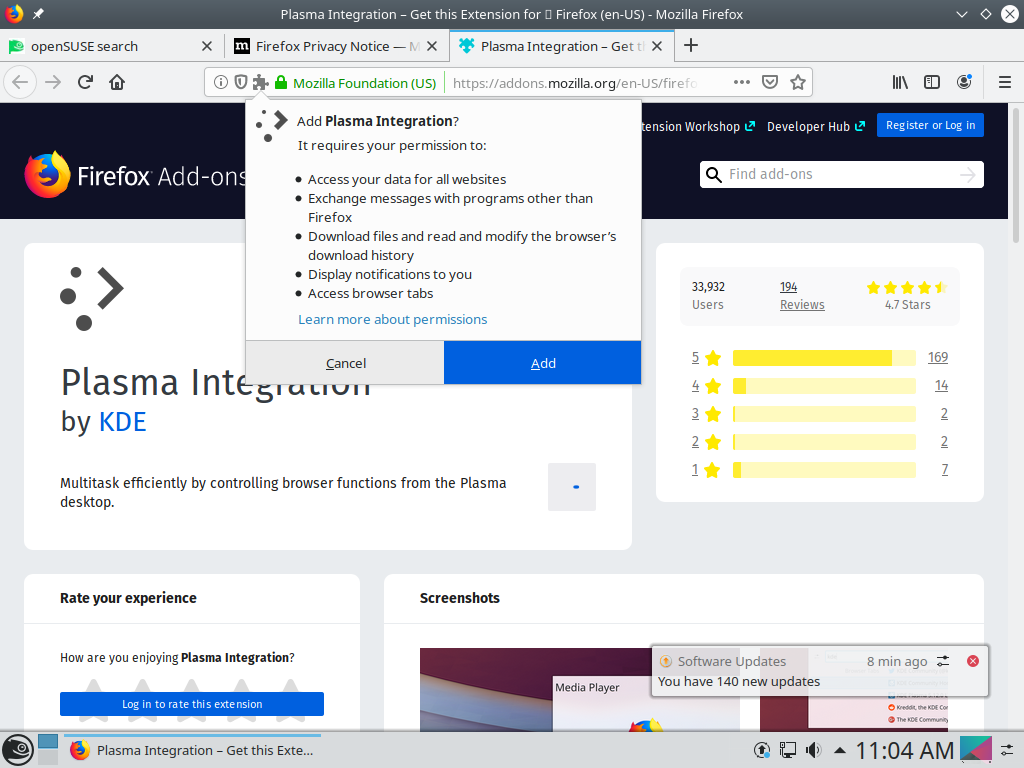 Plasma Integration – Get this Extension for Firefox (en-US) - Mozilla Firefox
openSUSE search
Firefox Privacy Notice — M
Plasma Integration – Get t
Mozilla Foundation (US)
https://addons.mozilla.org/en-US/firefo
Add Plasma Integration?
It requires your permission to:
Access your data for all websites
Exchange messages with programs other than
Firefox
Download files and read and modify the browser's
download history
Display notifications to you
Access browser tabs
Learn more about permissions
Cancel
Add
tension Workshop
Developer Hub
Register or Log in
Firefox Add-ons
Find add-ons
Plasma Integration
by KDE
Multitask efficiently by controlling browser functions from the Plasma
desktop.
33,932
Users
194
Reviews
4.7 Stars
5 169
4 14
3 2
2 2
1 7
Rate your experience
How are you enjoying Plasma Integration?
Log in to rate this extension
Screenshots
Media Player
Kreddit, the KDE Cor
The KDE Community
Software Updates
8 min ago
You have 140 new updates
Plasma Integration – Get this Exte...
11:04 AM